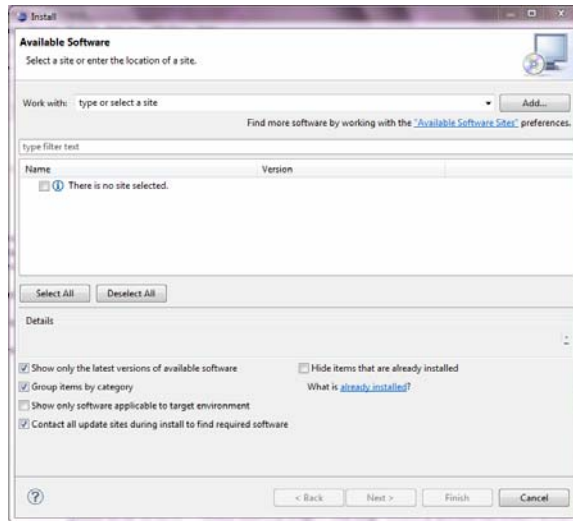 Install
Available Software
Select a site or enter the location of a site.
Work with: type or select a site Add...
Find more software by working with the "Available Software Sites" preferences.
type filter text
Name Version
There is no site selected.
Select All Deselect All
Details
Show only the latest versions of available software Hide items that are already installed
Group items by category What is already installed?
Show only software applicable to target environment
Contact all update sites during install to find required software
? < Back Next > Finish Cancel